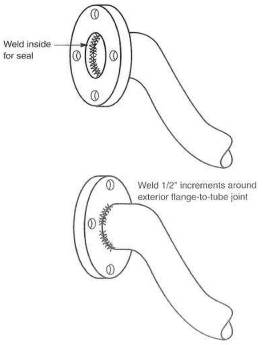 Weld inside
for seal
Weld 1/2" increments around
exterior flange-to-tube joint